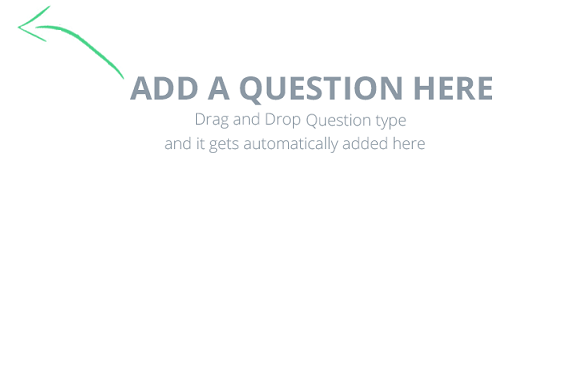 ADD A QUESTION HERE
Drag and Drop Question type
and it gets automatically added here